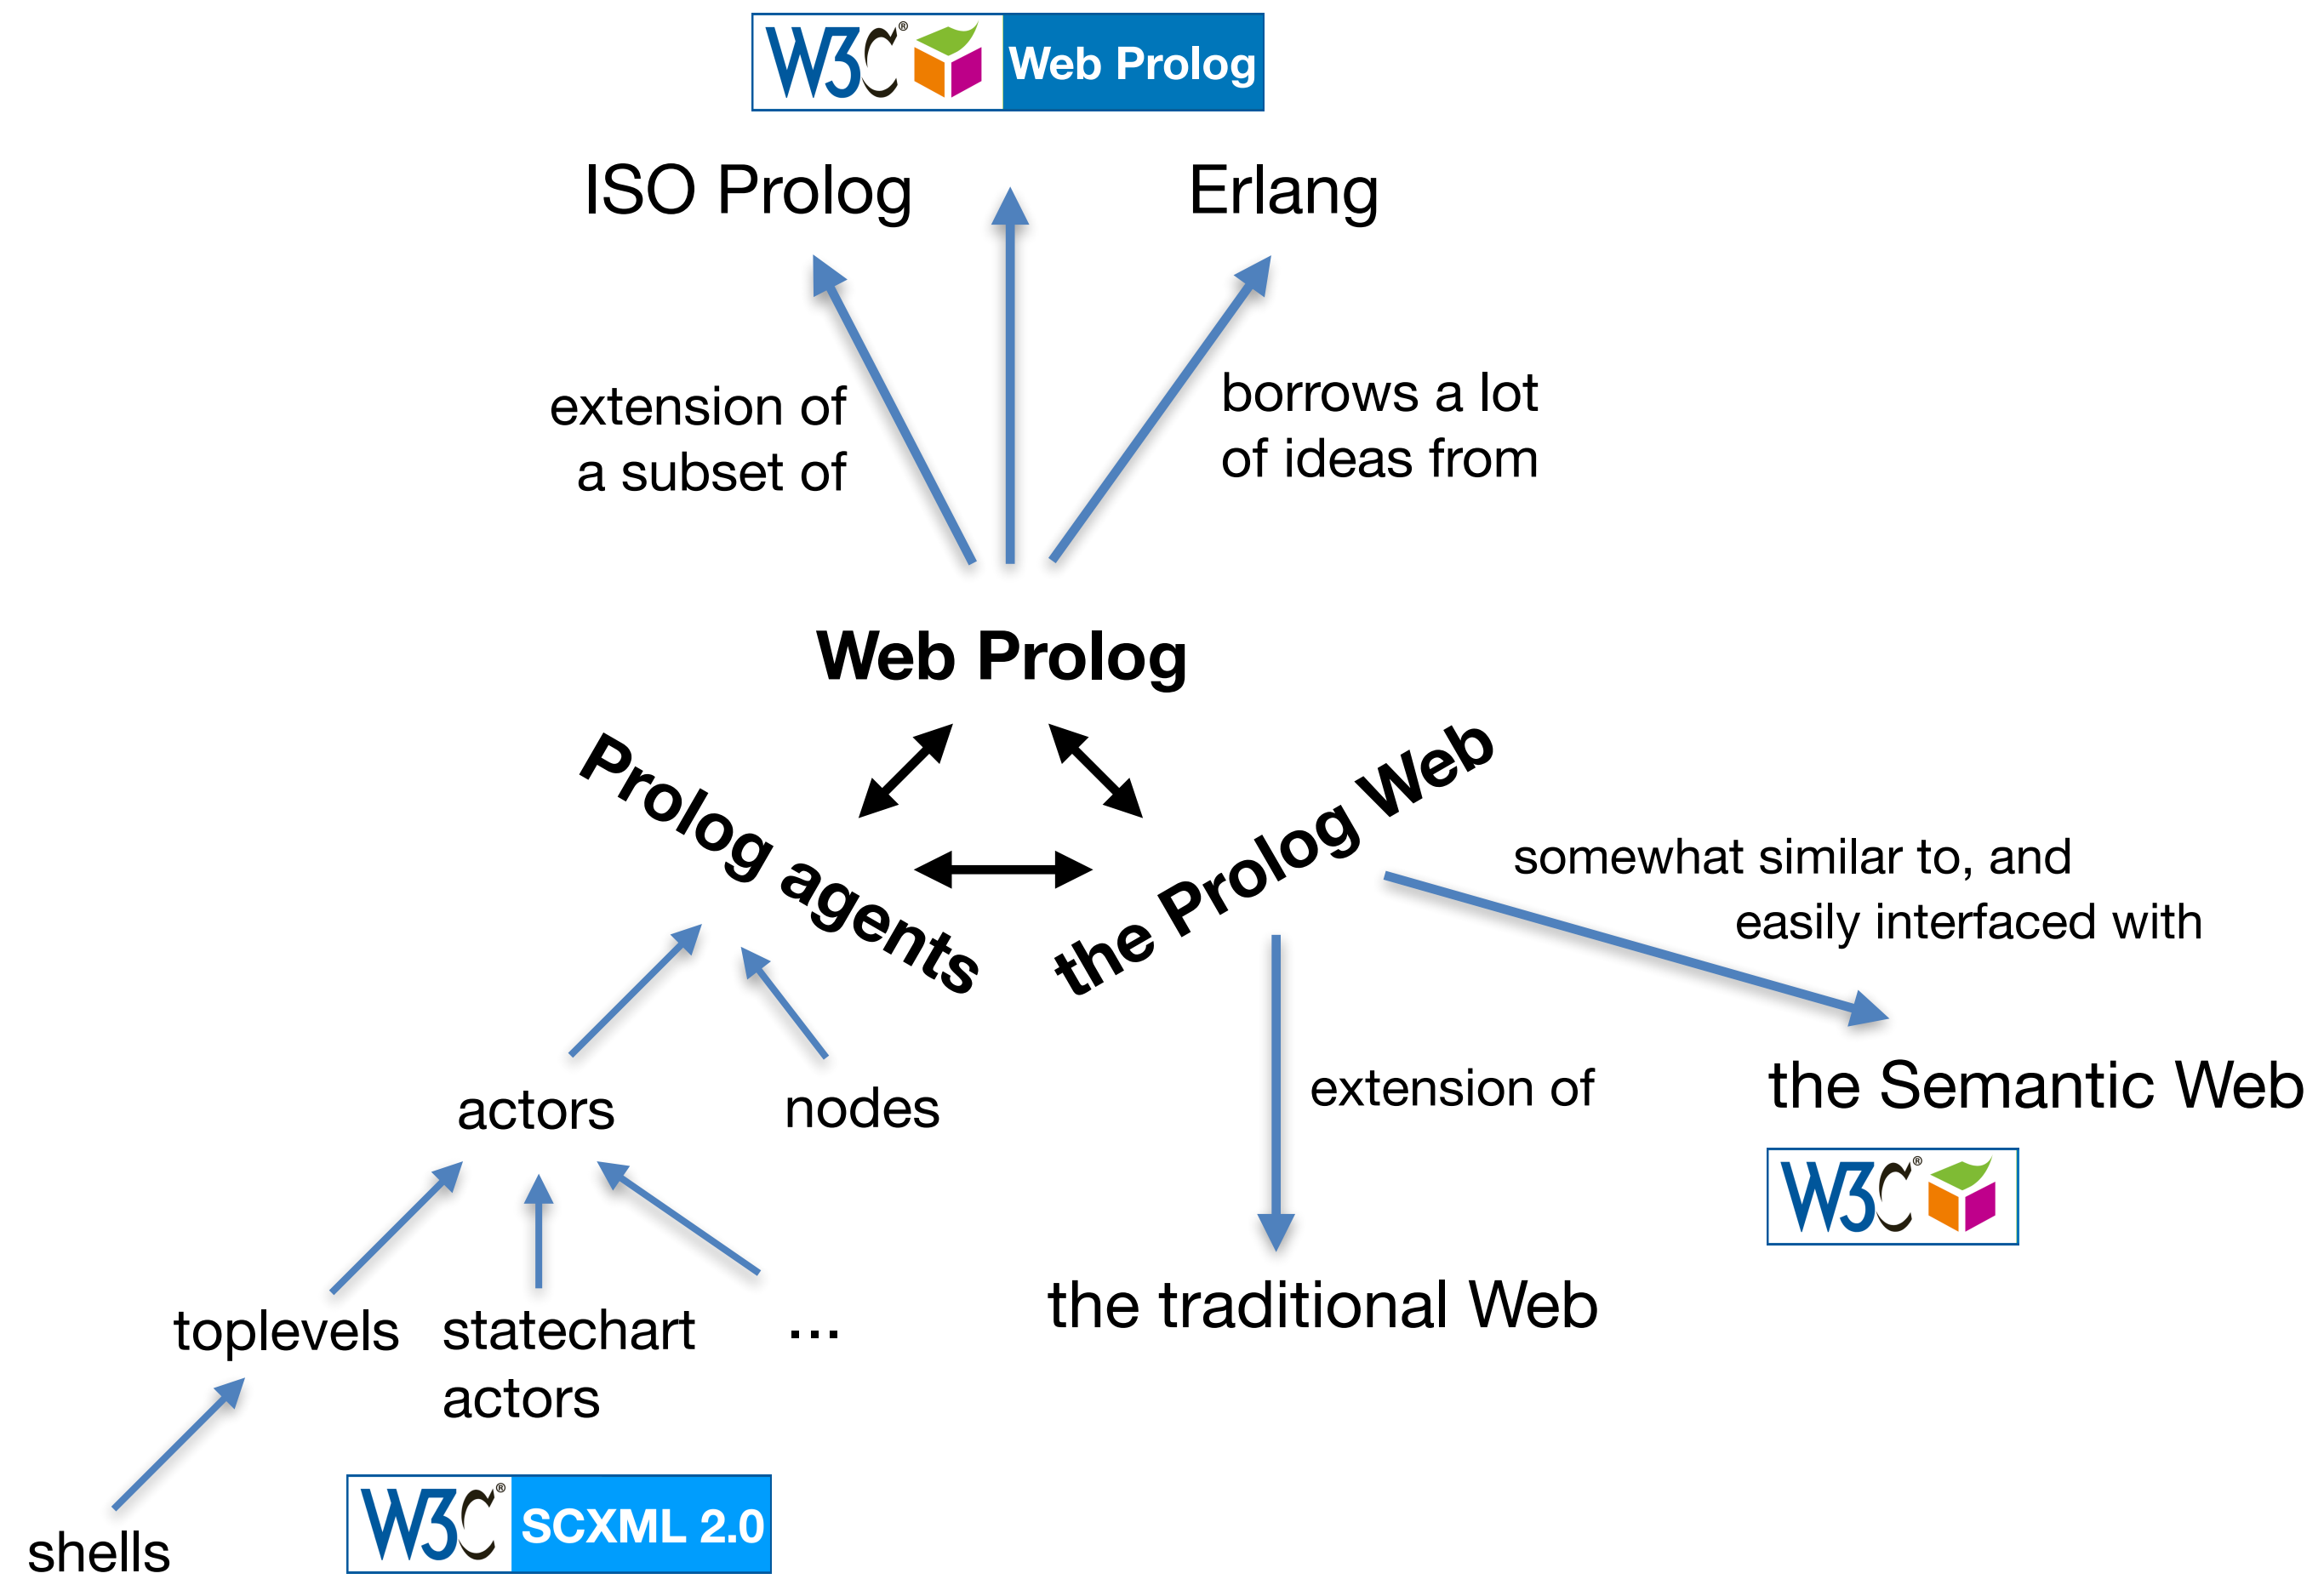 W3C® Web Prolog
ISO Prolog
Erlang
extension of
a subset of
borrows a lot
of ideas from
Web Prolog
Prolog agents
the Prolog Web
somewhat similar to, and
easily interfaced with
actors
nodes
extension of
the Semantic Web
W3C®
toplevels
statechart
actors
...
the traditional Web
W3C® SCXML 2.0
shells